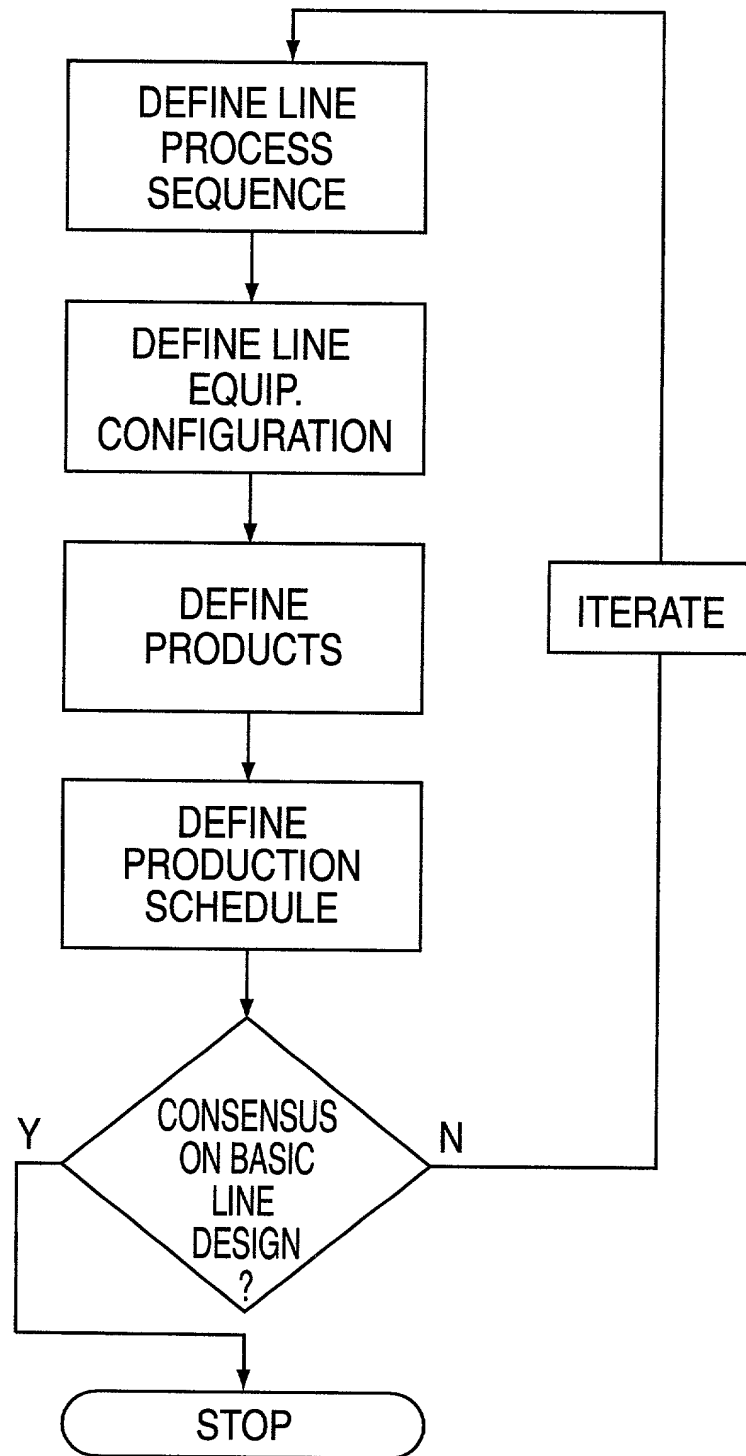 DEFINE LINE
PROCESS
SEQUENCE
DEFINE LINE
EQUIP.
CONFIGURATION
DEFINE
PRODUCTS
ITERATE
DEFINE
PRODUCTION
SCHEDULE
Y
CONSENSUS
ON BASIC
LINE
DESIGN
?
N
STOP